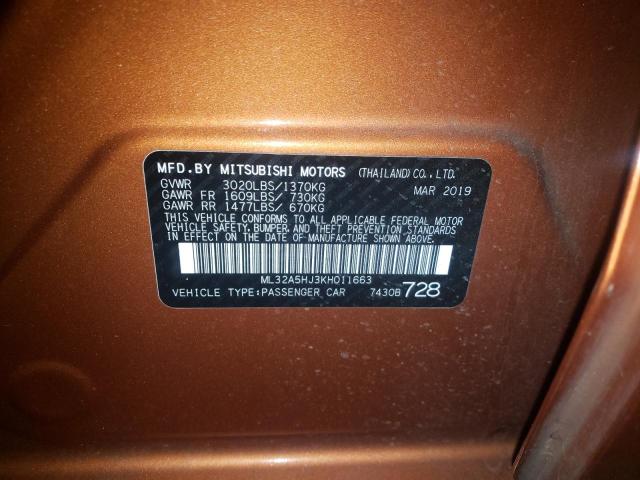 MFD.BY MITSUBISHI MOTORS (THAILAND) CO., LTD.
GVWR 3020LBS/1370KG MAR 2019
GAWR FR 1609LBS/ 730KG
GAWR RR 1477LBS/ 670KG
THIS VEHICLE CONFORMS TO ALL APPLICABLE FEDERAL MOTOR
VEHICLE SAFETY, BUMPER, AND THEFT PREVENTION STANDARDS
IN EFFECT ON THE DATE OF MANUFACTURE SHOWN ABOVE.
ML32A5HJ3KH011663
VEHICLE TYPE:PASSENGER CAR 7430B 728